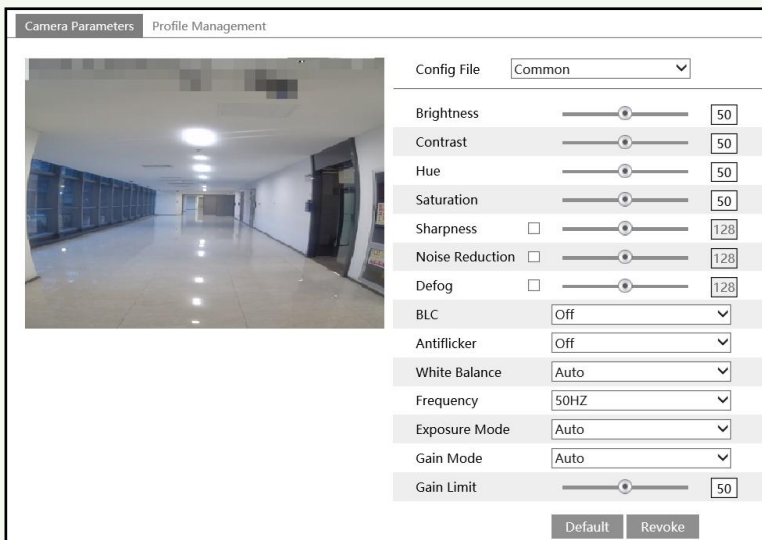 Camera Parameters Profile Management
Config File Common
Brightness 50
Contrast 50
Hue 50
Saturation 50
Sharpness 128
Noise Reduction 128
Defog 128
BLC Off
Antiflicker Off
White Balance Auto
Frequency 50HZ
Exposure Mode Auto
Gain Mode Auto
Gain Limit 50
Default Revoke